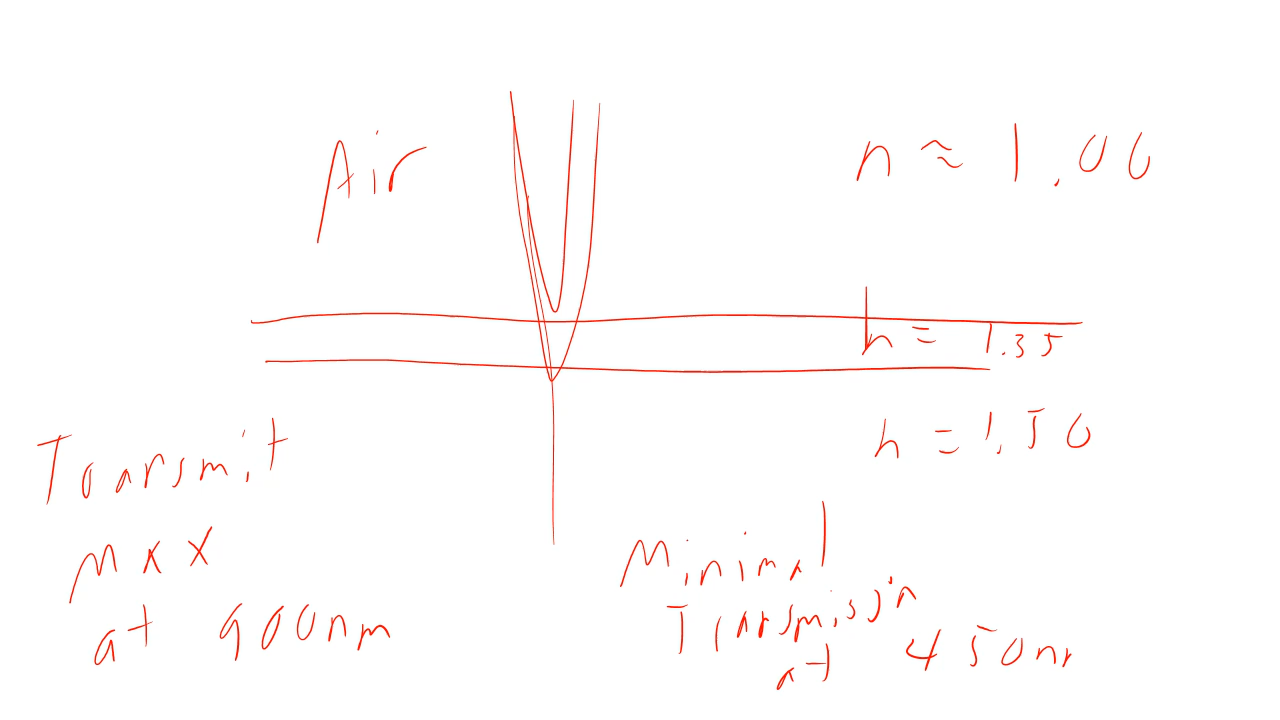 Air
n ≈ 1.00
n = 1.35
n = 1.50
Transmit
max
at 900nm
Minimal
Transmission
at 450nm